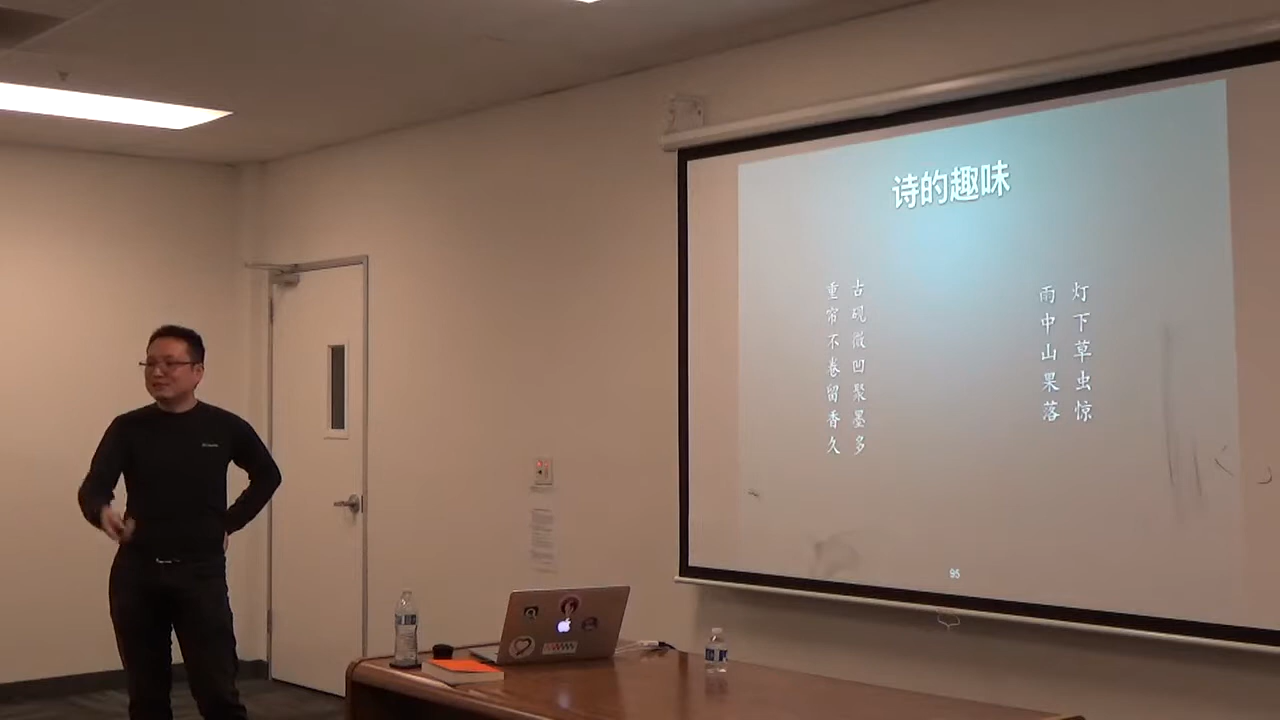 诗的趣味
重帘不卷留香久
古砚微凹聚墨多
雨中山果落
灯下草虫惊
95